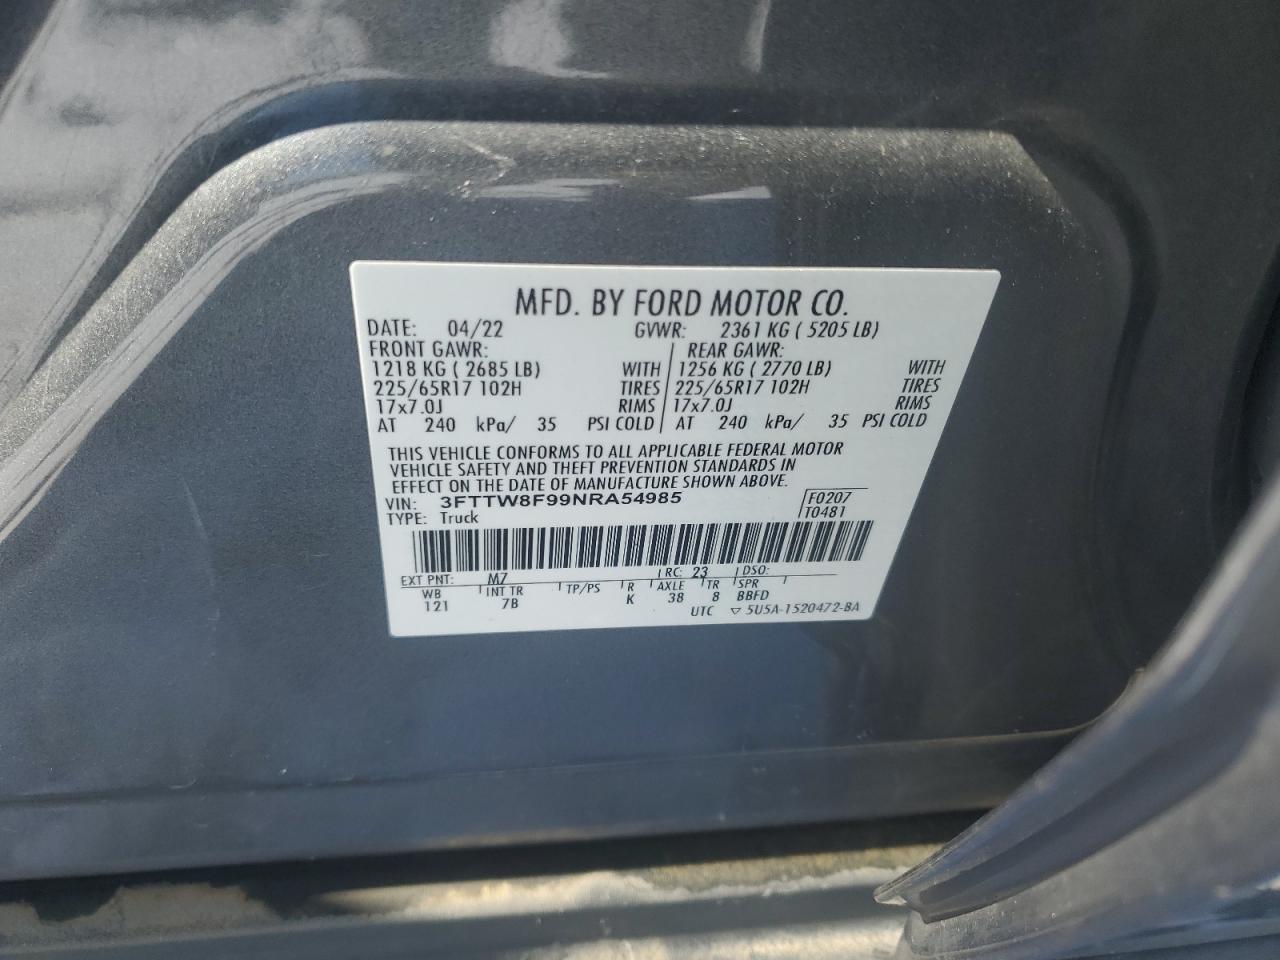 MFD. BY FORD MOTOR CO.
DATE: 04/22 GVWR: 2361 KG ( 5205 LB)
FRONT GAWR: REAR GAWR:
1218 KG ( 2685 LB) WITH 1256 KG ( 2770 LB) WITH
225/65R17 102H TIRES 225/65R17 102H TIRES
17x7.0J RIMS 17x7.0J RIMS
AT 240 kPa/ 35 PSI COLD AT 240 kPa/ 35 PSI COLD
THIS VEHICLE CONFORMS TO ALL APPLICABLE FEDERAL MOTOR
VEHICLE SAFETY AND THEFT PREVENTION STANDARDS IN
EFFECT ON THE DATE OF MANUFACTURE SHOWN ABOVE.
VIN: 3FTTW8F99NRA54985 F0207
TYPE: Truck T0481
EXT PNT: M7 RC: 23 DSO:
WB INT TR TP/PS R AXLE TR SPR
121 7B K 38 8 BBFD
UTC ▽ 5U5A-1520472-BA